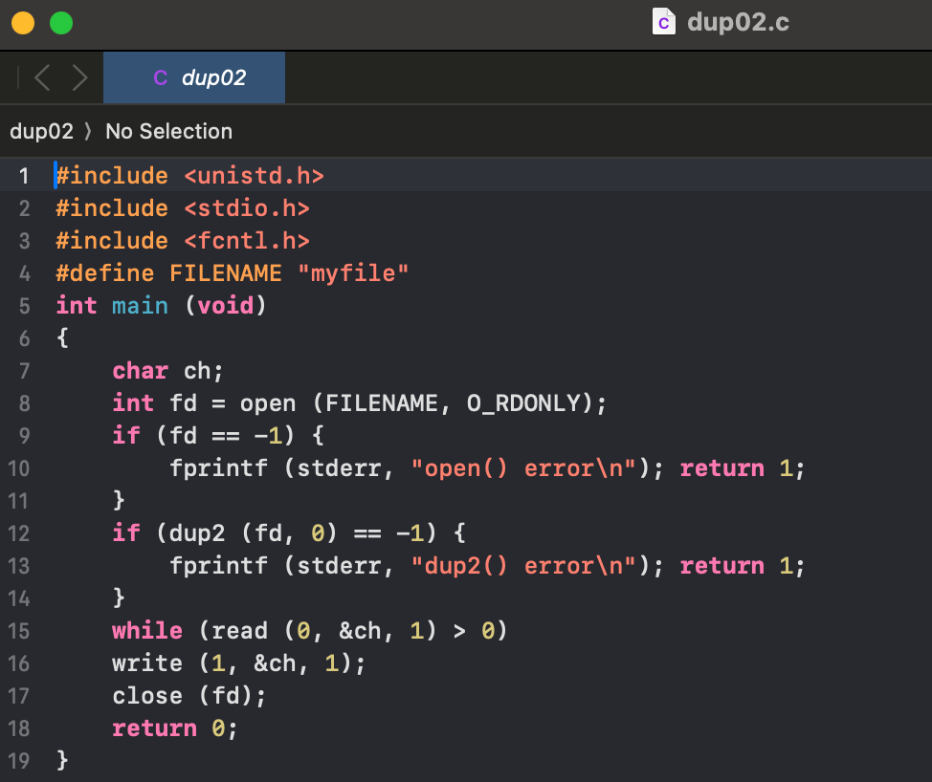 dup02.c
dup02
dup02 〉 No Selection
1 #include <unistd.h>
2 #include <stdio.h>
3 #include <fcntl.h>
4 #define FILENAME "myfile"
5 int main (void)
6 {
7     char ch;
8     int fd = open (FILENAME, O_RDONLY);
9     if (fd == -1) {
10         fprintf (stderr, "open() error\n"); return 1;
11     }
12     if (dup2 (fd, 0) == -1) {
13         fprintf (stderr, "dup2() error\n"); return 1;
14     }
15     while (read (0, &ch, 1) > 0)
16     write (1, &ch, 1);
17     close (fd);
18     return 0;
19 }